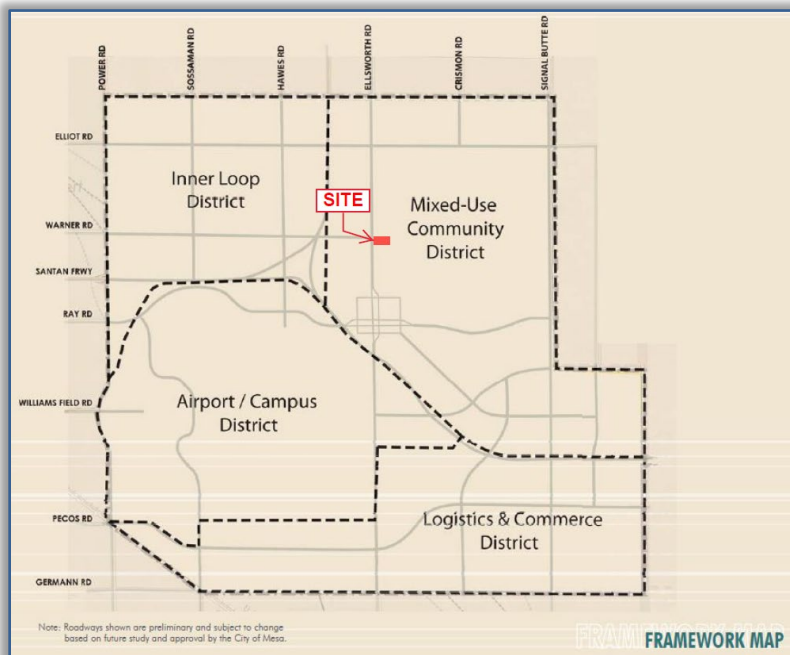 POWER RD
SOSSAMAN RD
HAWES RD
ELLSWORTH RD
CRISMON RD
SIGNAL BUTTE RD
ELLIOT RD
Inner Loop
District
SITE
Mixed-Use
Community
District
WARNER RD
SANTAN FRWY
RAY RD
WILLIAMS FIELD RD
Airport / Campus
District
PECOS RD
Logistics & Commerce
District
GERMANN RD
Note: Roadways shown are preliminary and subject to change
based on future study and approval by the City of Mesa.
FRAMEWORK MAP
FRAMEWORK MAP